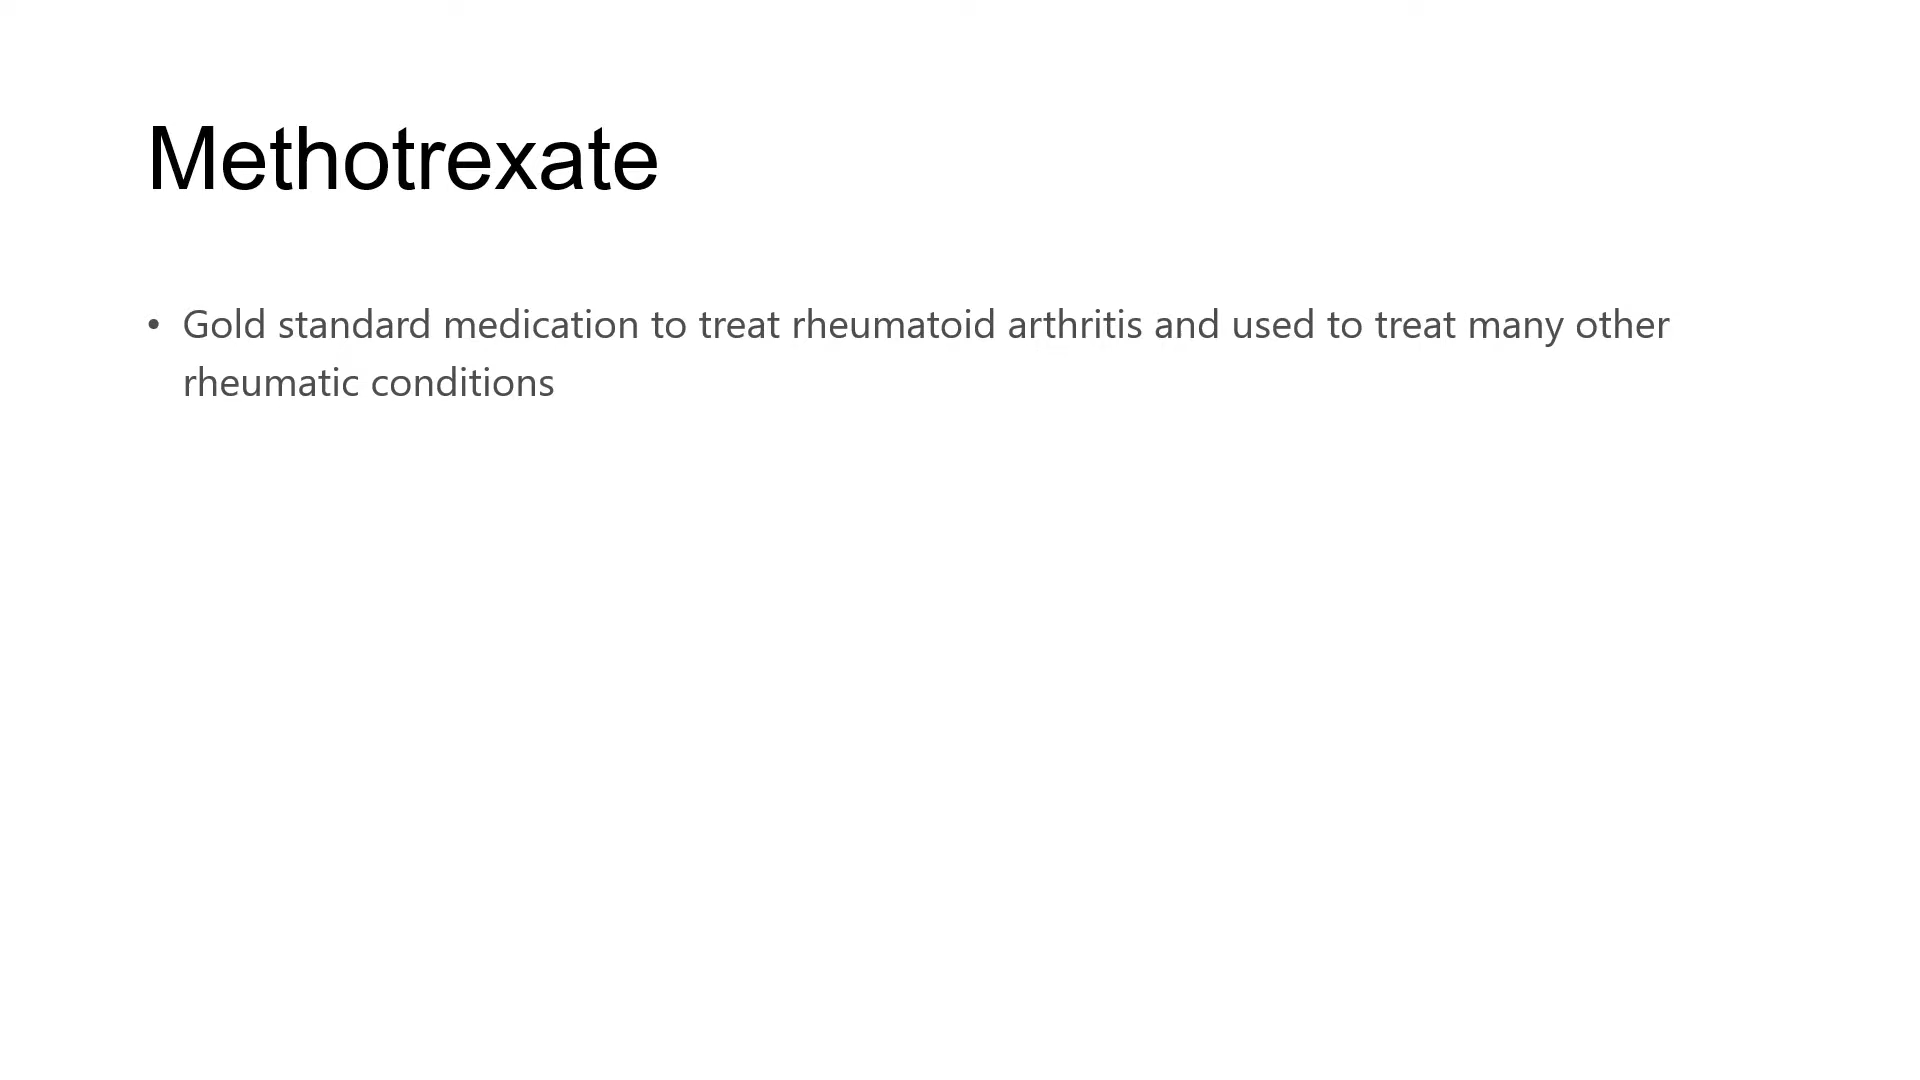 Methotrexate
• Gold standard medication to treat rheumatoid arthritis and used to treat many other
rheumatic conditions